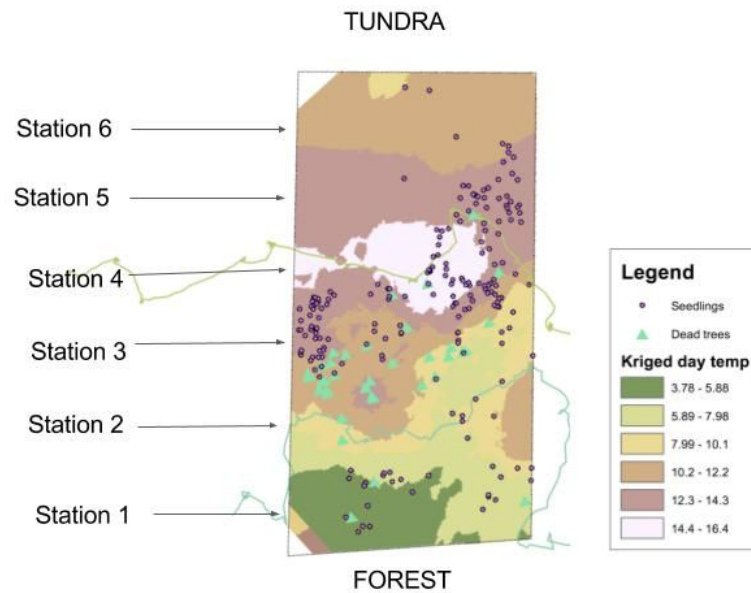 TUNDRA
Station 6
Station 5
Station 4
Station 3
Station 2
Station 1
FOREST
Legend
Seedlings
Dead trees
Kriged day temp
3.78 - 5.88
5.89 - 7.98
7.99 - 10.1
10.2 - 12.2
12.3 - 14.3
14.4 - 16.4